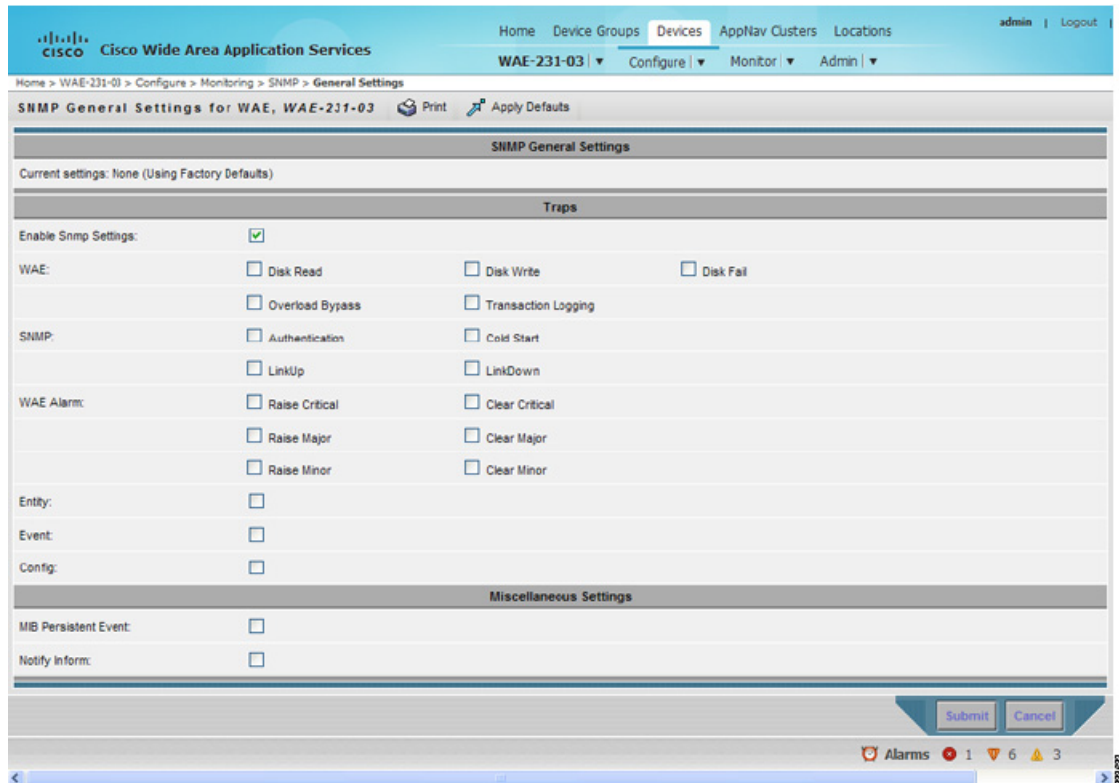 admin | Logout |
Home Device Groups Devices AppNav Clusters Locations
CISCO Cisco Wide Area Application Services
WAE-231-03 | Configure | Monitor | Admin |
Home > WAE-231-03 > Configure > Monitoring > SNMP > General Settings
SNMP General Settings for WAE, WAE-231-03 Print Apply Defaults
SNMP General Settings
Current settings: None (Using Factory Defaults)
Traps
Enable Snmp Settings:
WAE: Disk Read Disk Write Disk Fail
Overload Bypass Transaction Logging
SNMP: Authentication Cold Start
LinkUp LinkDown
WAE Alarm: Raise Critical Clear Critical
Raise Major Clear Major
Raise Minor Clear Minor
Entity:
Event:
Config:
Miscellaneous Settings
MIB Persistent Event:
Notify Inform:
Submit Cancel
Alarms 1 6 3